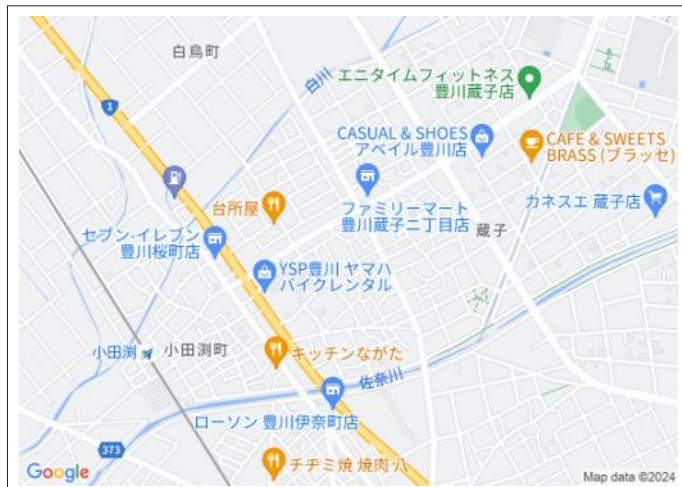 白鳥町
白川
エニタイムフィットネス
豊川蔵子店
1
CASUAL & SHOES
アベイル豊川店
CAFE & SWEETS
BRASS (ブラッセ)
台所屋
ファミリーマート
豊川蔵子二丁目店
カネスエ 蔵子店
蔵子
セブン-イレブン
豊川桜町店
YSP豊川 ヤマハ
バイクレンタル
小田渕
小田渕町
キッチンながた
佐奈川
ローソン 豊川伊奈町店
373
チヂミ焼 焼肉 八
Google
Map data ©2024